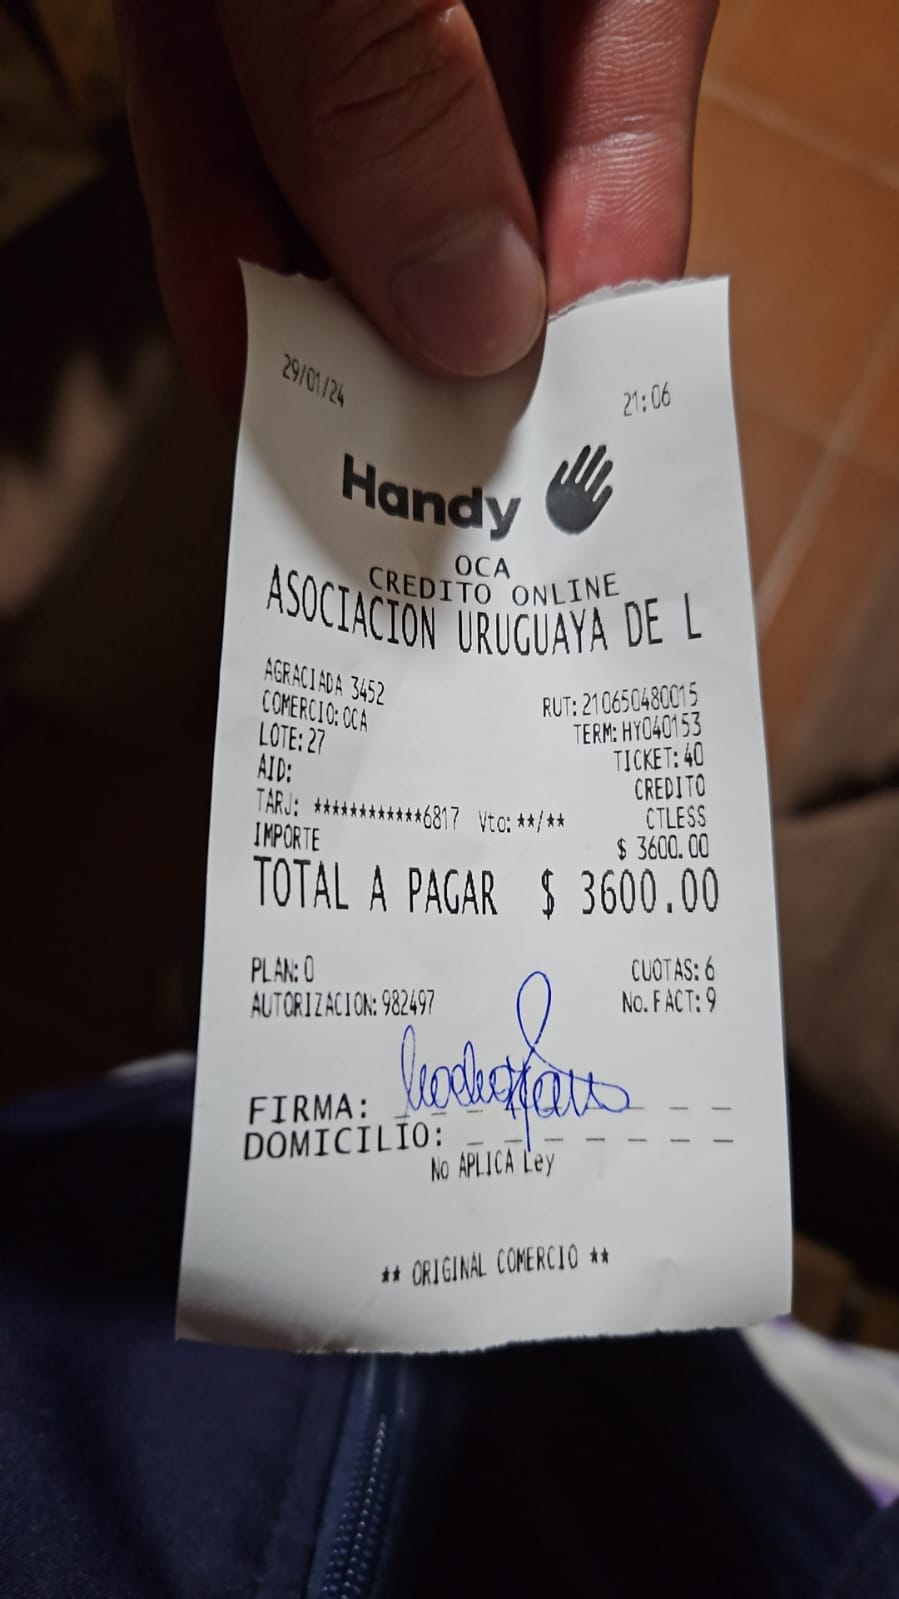 29/01/24 21:06
Handy
OCA
CREDITO ONLINE
ASOCIACION URUGUAYA DE L
AGRACIADA 3452
COMERCIO: OCA RUT: 210650480015
LOTE: 27 TERM: HY040153
AID: TICKET: 40
CREDITO
TARJ: ************6817 Vto: **/** CTLESS
IMPORTE $ 3600.00
TOTAL A PAGAR $ 3600.00
PLAN: 0 CUOTAS: 6
AUTORIZACION: 982497 No. FACT: 9
FIRMA:
DOMICILIO:
No APLICA Ley
** ORIGINAL COMERCIO **